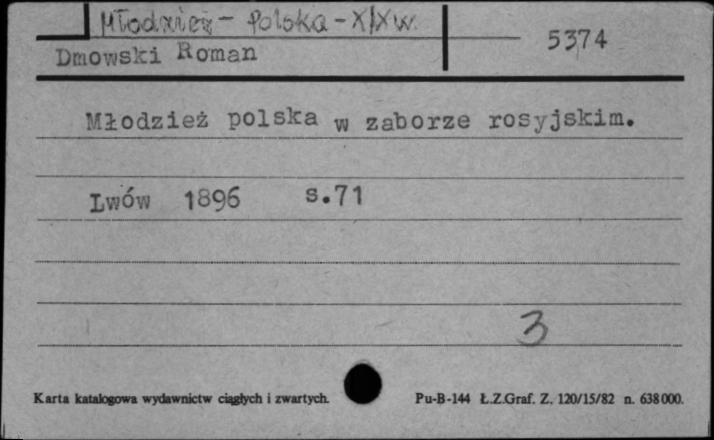 Młodzież - Polska - XIX w.
5374
Dmowski Roman
Młodzież polska w zaborze rosyjskim.
Lwów 1896 s.71
3
Karta katalogowa wydawnictw ciągłych i zwartych.
Pu-B-144 Ł.Z.Graf. Z. 120/15/82 n. 638000.